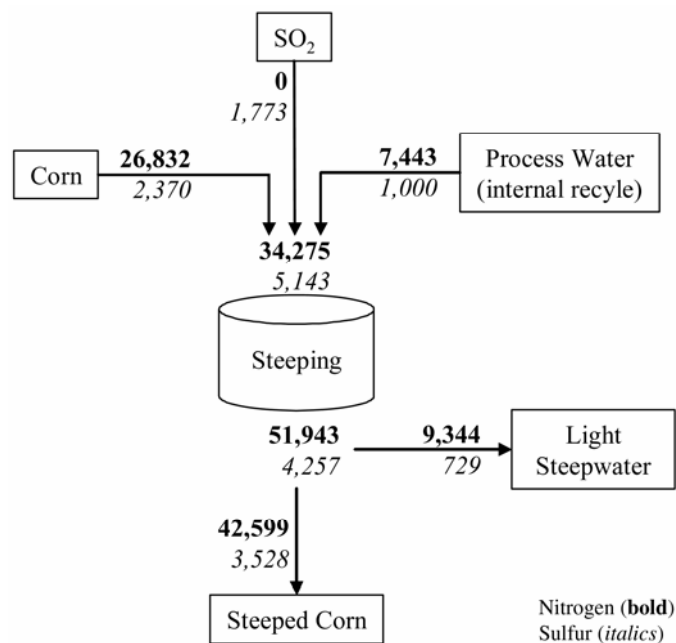 SO₂
0
1,773
26,832
7,443
Corn
2,370
1,000
Process Water
(internal recyle)
34,275
5,143
Steeping
51,943
9,344
4,257
729
Light
Steepwater
42,599
3,528
Steeped Corn
Nitrogen (bold)
Sulfur (italics)